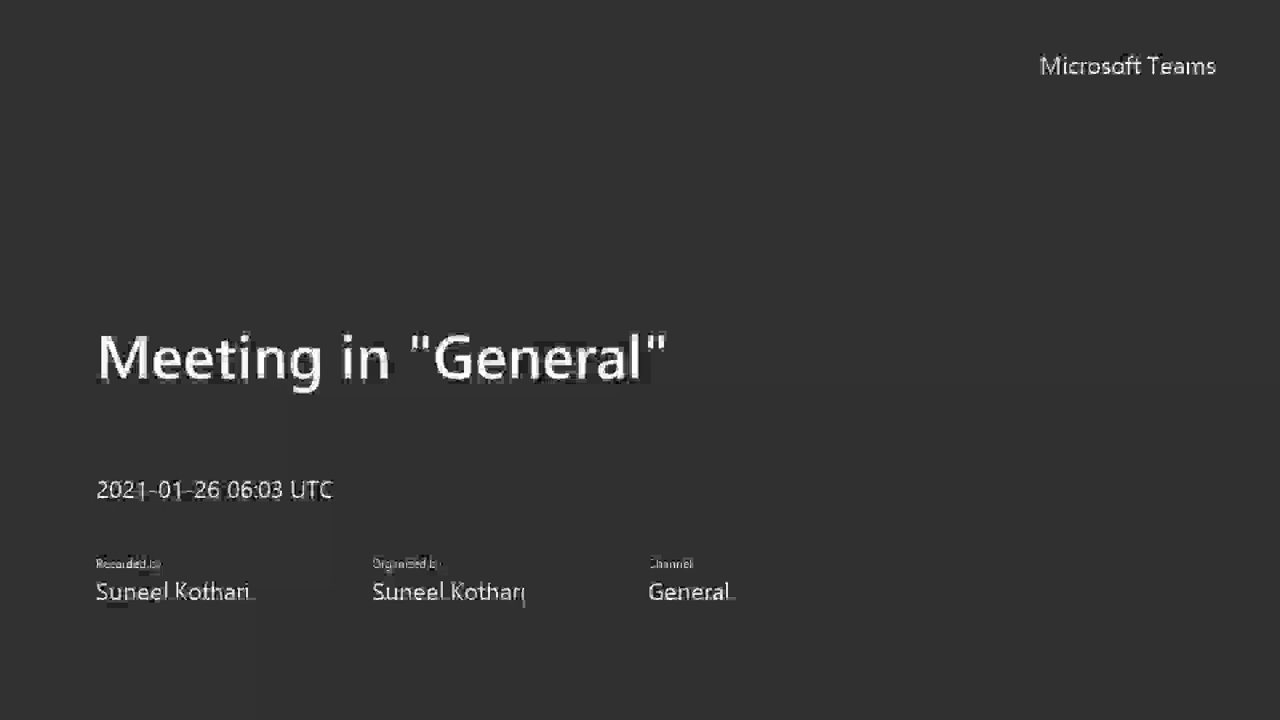 Microsoft Teams
Meeting in "General"
2021-01-26 06:03 UTC
Recorded by Organized by Channel
Suneel Kothari Suneel Kothari General